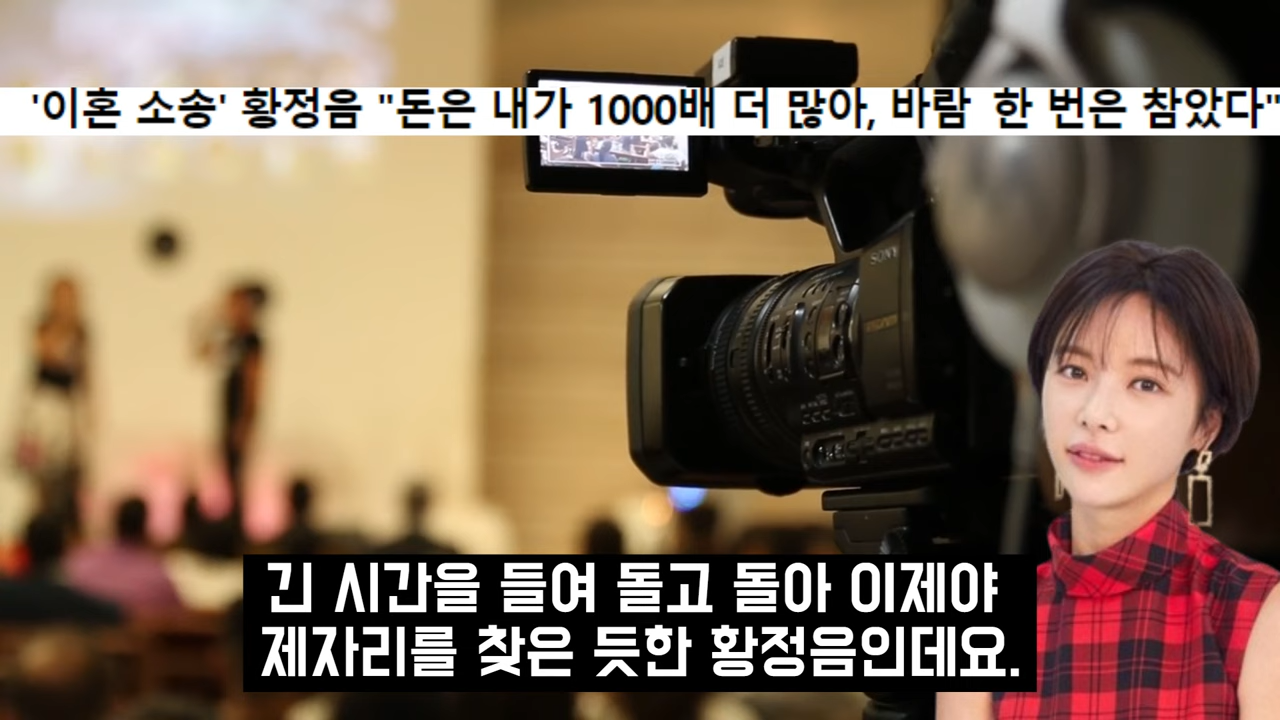 '이혼 소송' 황정음 "돈은 내가 1000배 더 많아, 바람 한 번은 참았다"
SONY
긴 시간을 들여 돌고 돌아 이제야
제자리를 찾은 듯한 황정음인데요.